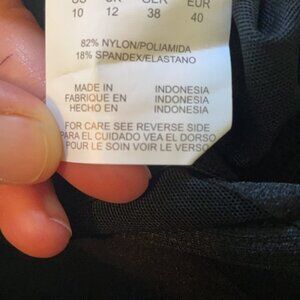 10 12 38 40
82% NYLON/POLIAMIDA
18% SPANDEX/ELASTANO
MADE IN INDONESIA
FABRIQUE EN INDONESIA
HECHO EN INDONESIA
FOR CARE SEE REVERSE SIDE
PARA EL CUIDADO VEA EL DORSO
POUR LE SOIN VOIR LE VERSO